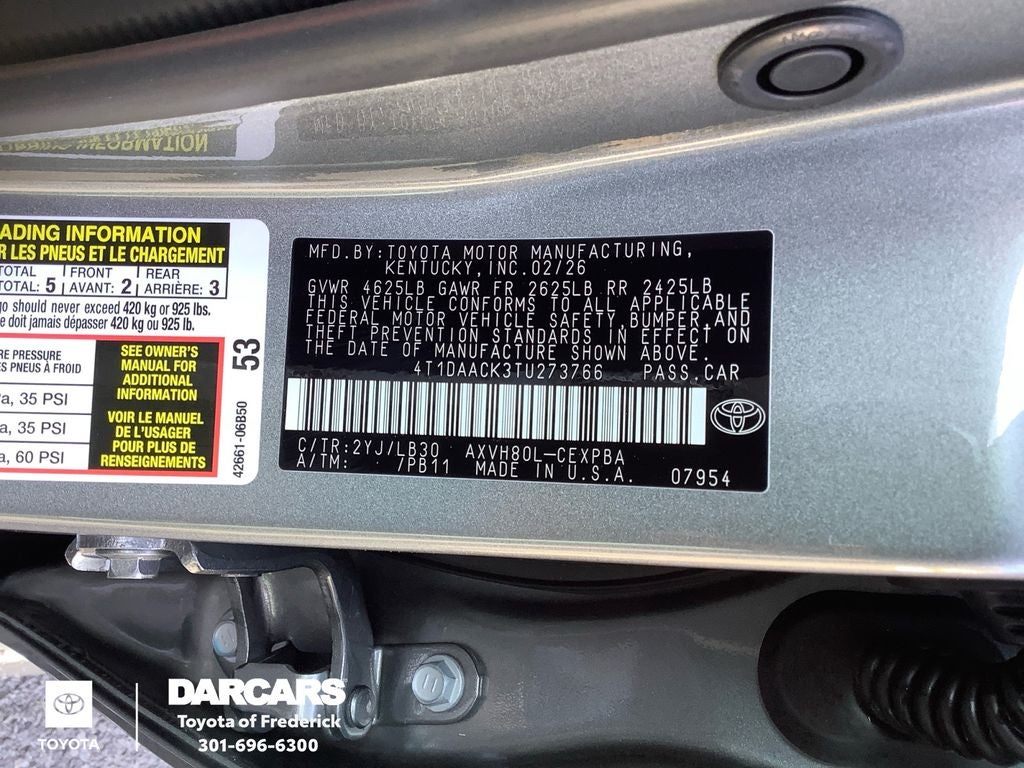 ADING INFORMATION
R LES PNEUS ET LE CHARGEMENT
TOTAL | FRONT | REAR
TOTAL: 5 | AVANT: 2 | ARRIÈRE: 3
go should never exceed 420 kg or 925 lbs.
e doit jamais dépasser 420 kg ou 925 lb.
RE PRESSURE
ES PNEUS À FROID
a, 35 PSI
a, 35 PSI
a, 60 PSI
SEE OWNER'S
MANUAL FOR
ADDITIONAL
INFORMATION
VOIR LE MANUEL
DE L'USAGER
POUR PLUS DE
RENSEIGNEMENTS
53
42661-06B50
MFD.BY:TOYOTA MOTOR MANUFACTURING,
KENTUCKY,INC.02/26
GVWR 4625LB GAWR FR 2625LB RR 2425LB
THIS VEHICLE CONFORMS TO ALL APPLICABLE
FEDERAL MOTOR VEHICLE SAFETY,BUMPER,AND
THEFT PREVENTION STANDARDS IN EFFECT ON
THE DATE OF MANUFACTURE SHOWN ABOVE.
4T1DAACK3TU273766 PASS.CAR
C/TR:2YJ/LB30 AXVH80L-CEXPBA
A/TM: /PB11 MADE IN U.S.A. 07954
TOYOTA
DARCARS
Toyota of Frederick
301-696-6300